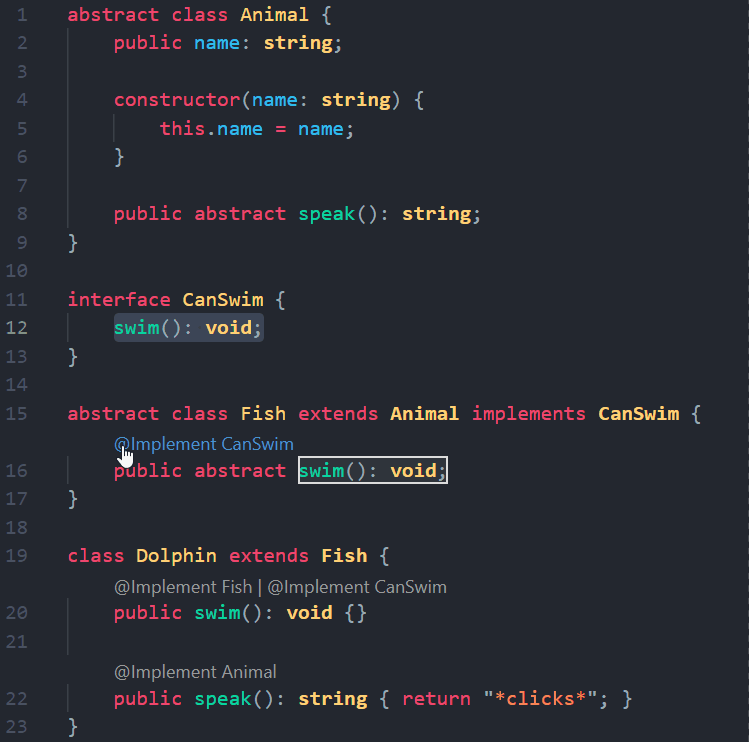 1 abstract class Animal {
2 public name: string;
3
4 constructor(name: string) {
5 this.name = name;
6 }
7
8 public abstract speak(): string;
9 }
10
11 interface CanSwim {
12 swim(): void;
13 }
14
15 abstract class Fish extends Animal implements CanSwim {
@Implement CanSwim
16 public abstract swim(): void;
17 }
18
19 class Dolphin extends Fish {
@Implement Fish | @Implement CanSwim
20 public swim(): void {}
21
@Implement Animal
22 public speak(): string { return "*clicks*"; }
23 }